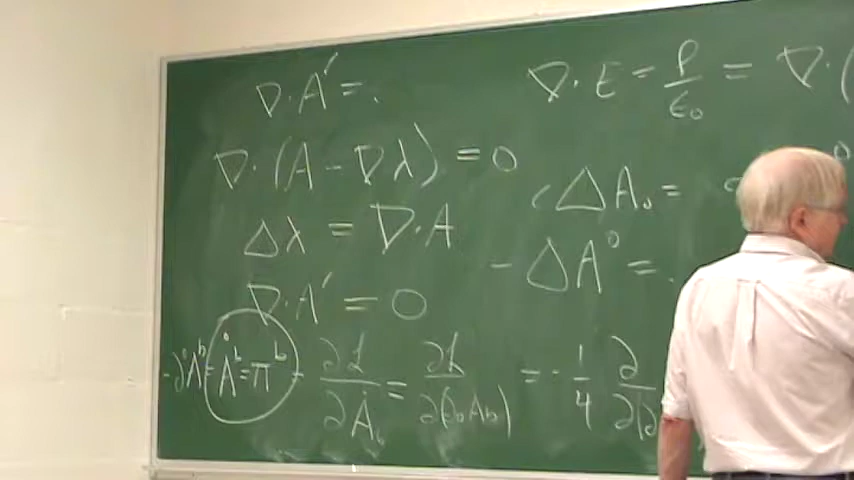 ∇·A′ = .
∇·(A − ∇λ) = 0
Δλ = ∇·A
∇·A′ = 0
∇·E = ρ/ε₀ = ∇·(
ΔA₀ =
− ΔA⁰ = .
Ȧᵇ = πᵇ = ∂ℒ/∂Ȧ_b = ∂ℒ/∂(∂₀A_b) = − 1/4 ∂/∂(∂